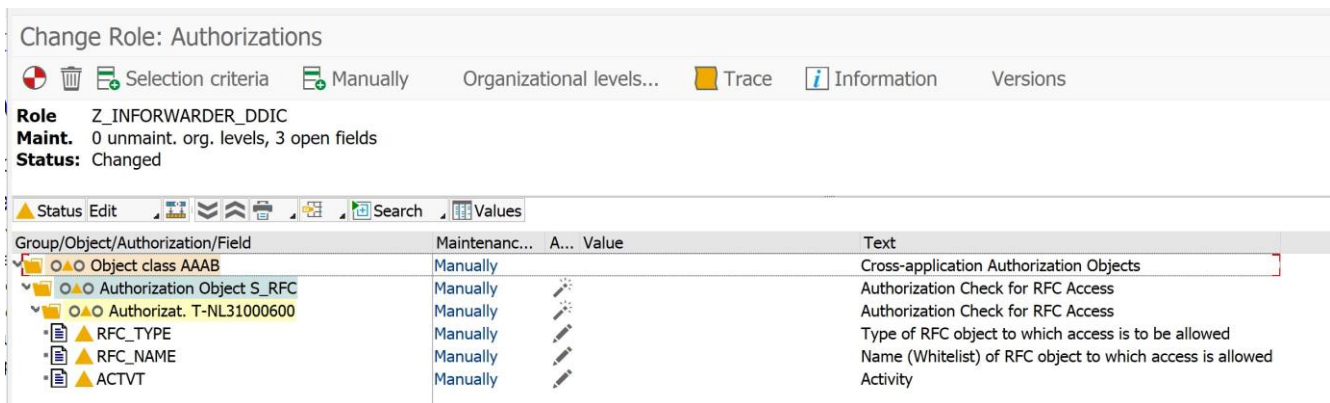 Change Role: Authorizations
Selection criteria Manually Organizational levels... Trace Information Versions
Role Z_INFORWARDER_DDIC
Maint. 0 unmaint. org. levels, 3 open fields
Status: Changed
Status Edit Search Values
Group/Object/Authorization/Field Maintenanc... A... Value Text
Object class AAAB Manually Cross-application Authorization Objects
Authorization Object S_RFC Manually Authorization Check for RFC Access
Authorizat. T-NL31000600 Manually Authorization Check for RFC Access
RFC_TYPE Manually Type of RFC object to which access is to be allowed
RFC_NAME Manually Name (Whitelist) of RFC object to which access is allowed
ACTVT Manually Activity